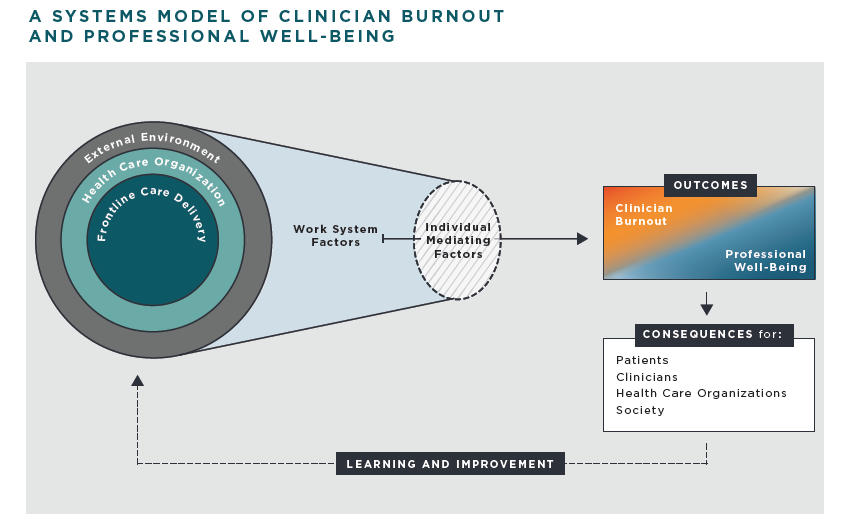 A SYSTEMS MODEL OF CLINICIAN BURNOUT
AND PROFESSIONAL WELL-BEING
External Environment
Health Care Organization
Frontline Care Delivery
Work System
Factors
Individual
Mediating
Factors
OUTCOMES
Clinician
Burnout
Professional
Well-Being
CONSEQUENCES for:
Patients
Clinicians
Health Care Organizations
Society
LEARNING AND IMPROVEMENT